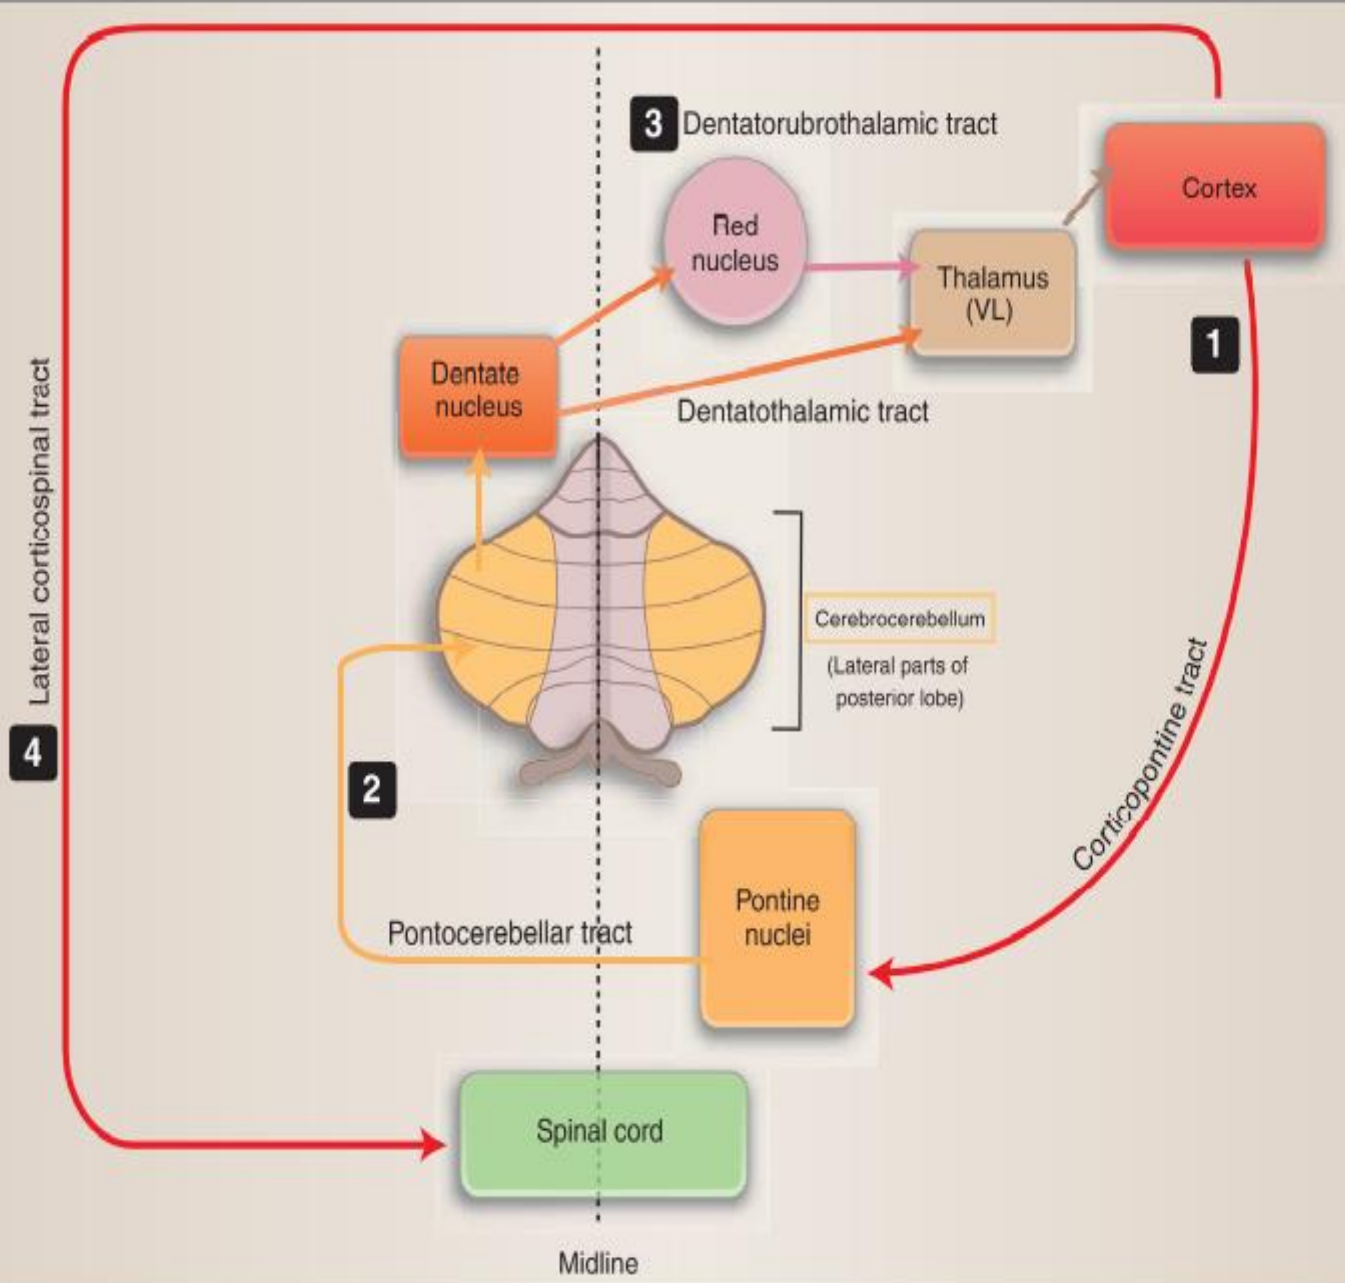 3 Dentatorubrothalamic tract
Cortex
Red
nucleus
Thalamus
(VL)
1
Dentate
nucleus
Dentatothalamic tract
Lateral corticospinal tract
Cerebrocerebellum
(Lateral parts of
posterior lobe)
Corticopontine tract
4
2
Pontine
nuclei
Pontocerebellar tract
Spinal cord
Midline